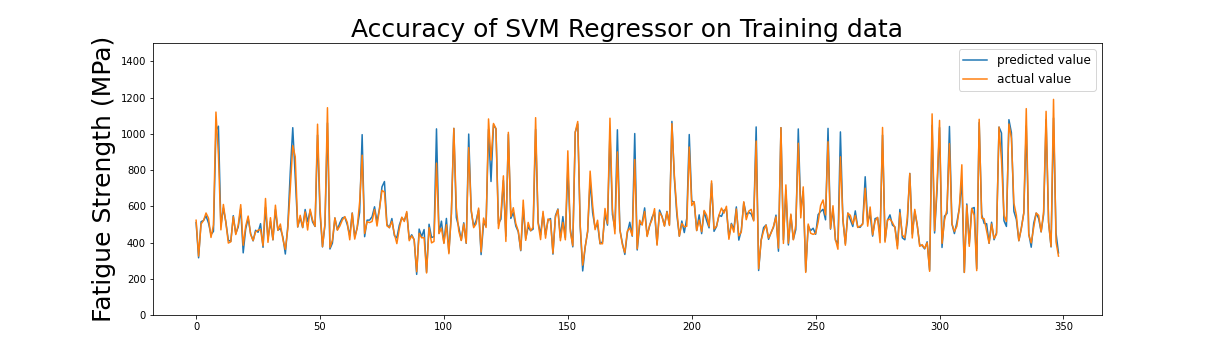 Accuracy of SVM Regressor on Training data
Fatigue Strength (MPa)
1400
1200
1000
800
600
400
200
0
predicted value
actual value
0 50 100 150 200 250 300 350